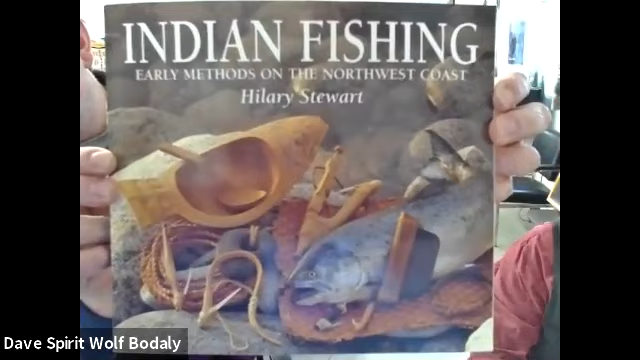 INDIAN FISHING
EARLY METHODS ON THE NORTHWEST COAST
Hilary Stewart
Dave Spirit Wolf Bodaly